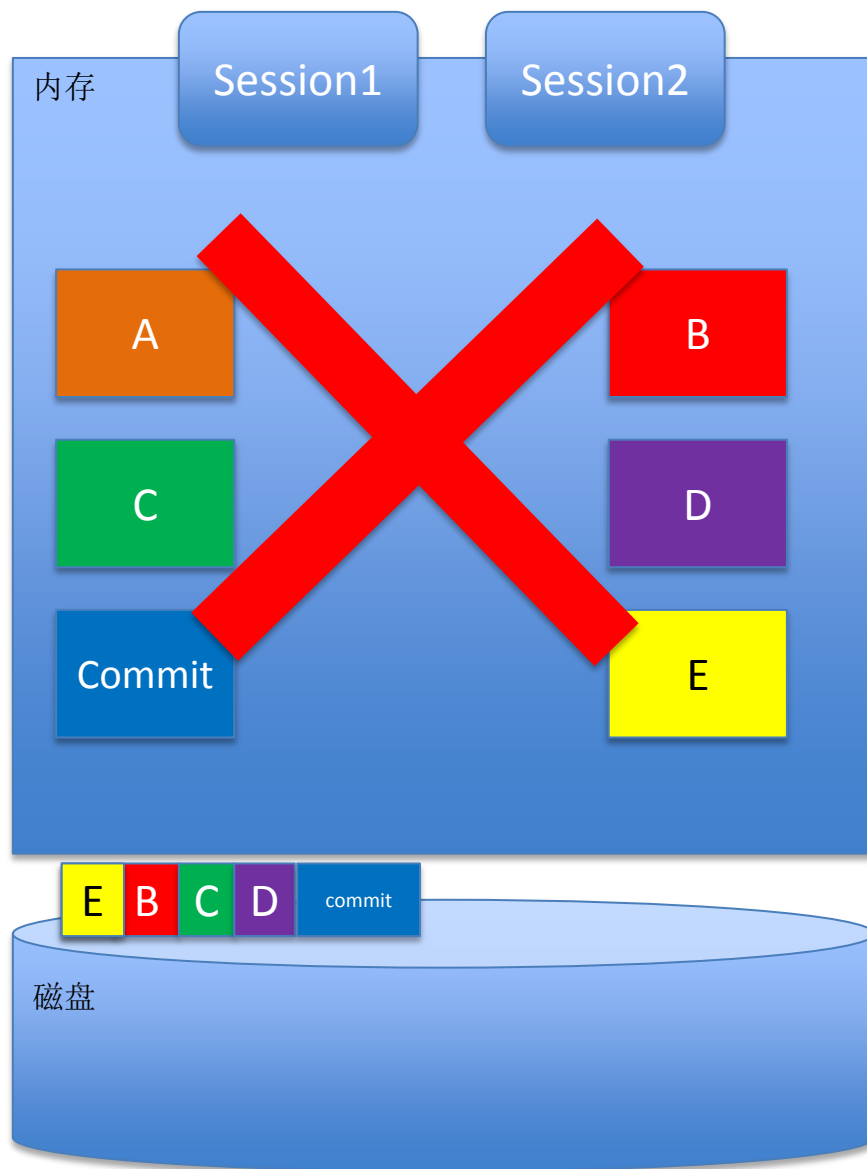 Session1
Session2
内存
A
B
C
D
Commit
E
E B C D commit
磁盘